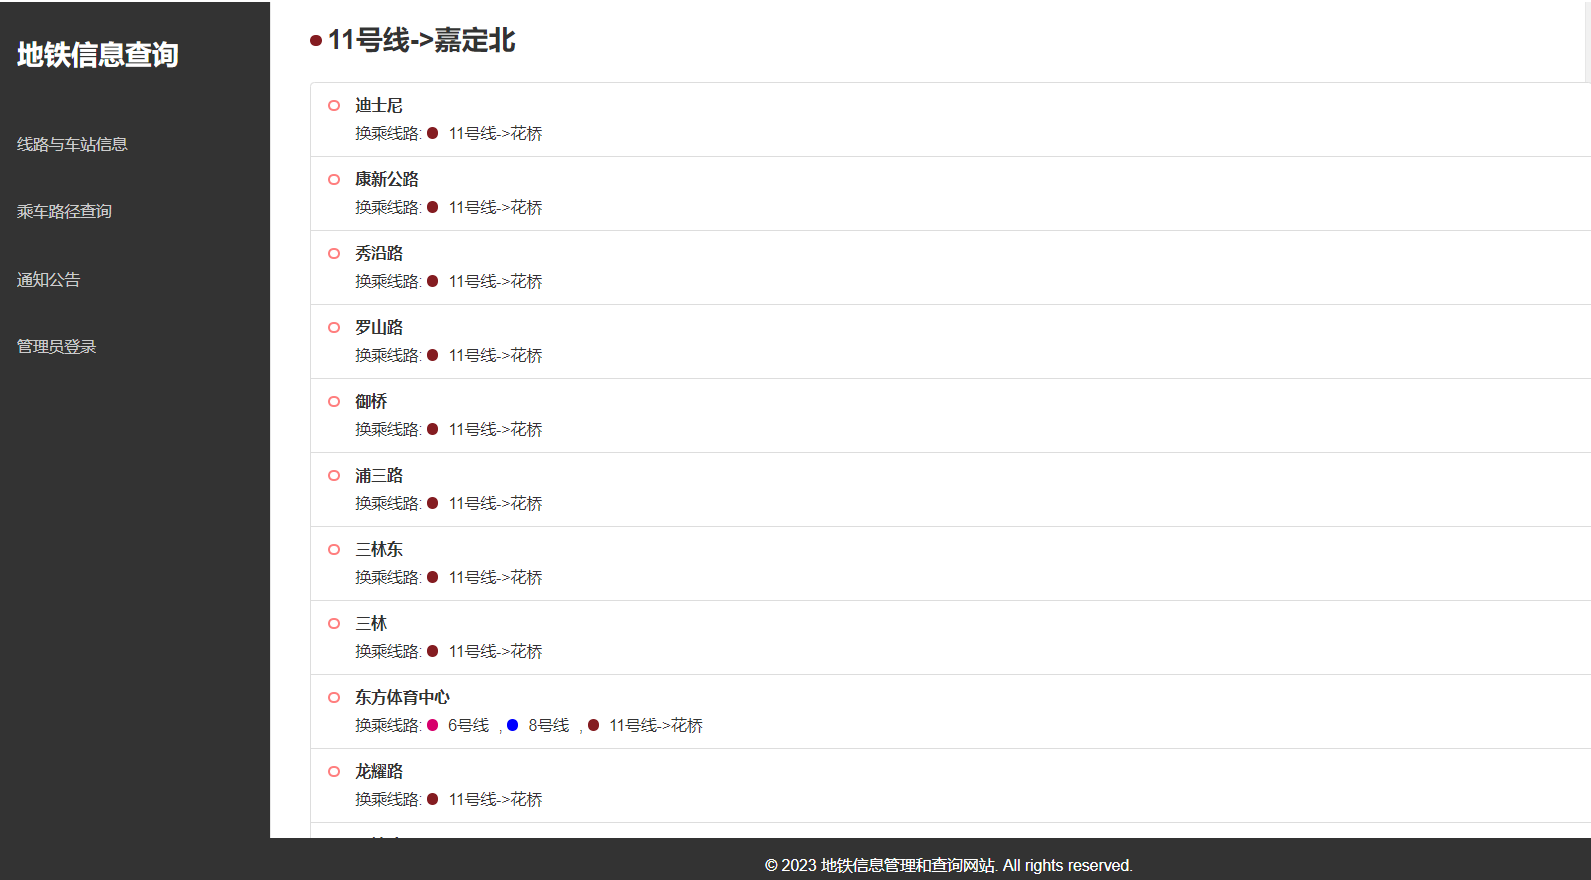 地铁信息查询
线路与车站信息
乘车路径查询
通知公告
管理员登录
11号线->嘉定北
迪士尼
换乘线路: 11号线->花桥
康新公路
换乘线路: 11号线->花桥
秀沿路
换乘线路: 11号线->花桥
罗山路
换乘线路: 11号线->花桥
御桥
换乘线路: 11号线->花桥
浦三路
换乘线路: 11号线->花桥
三林东
换乘线路: 11号线->花桥
三林
换乘线路: 11号线->花桥
东方体育中心
换乘线路: 6号线 , 8号线 , 11号线->花桥
龙耀路
换乘线路: 11号线->花桥
© 2023 地铁信息管理和查询网站. All rights reserved.